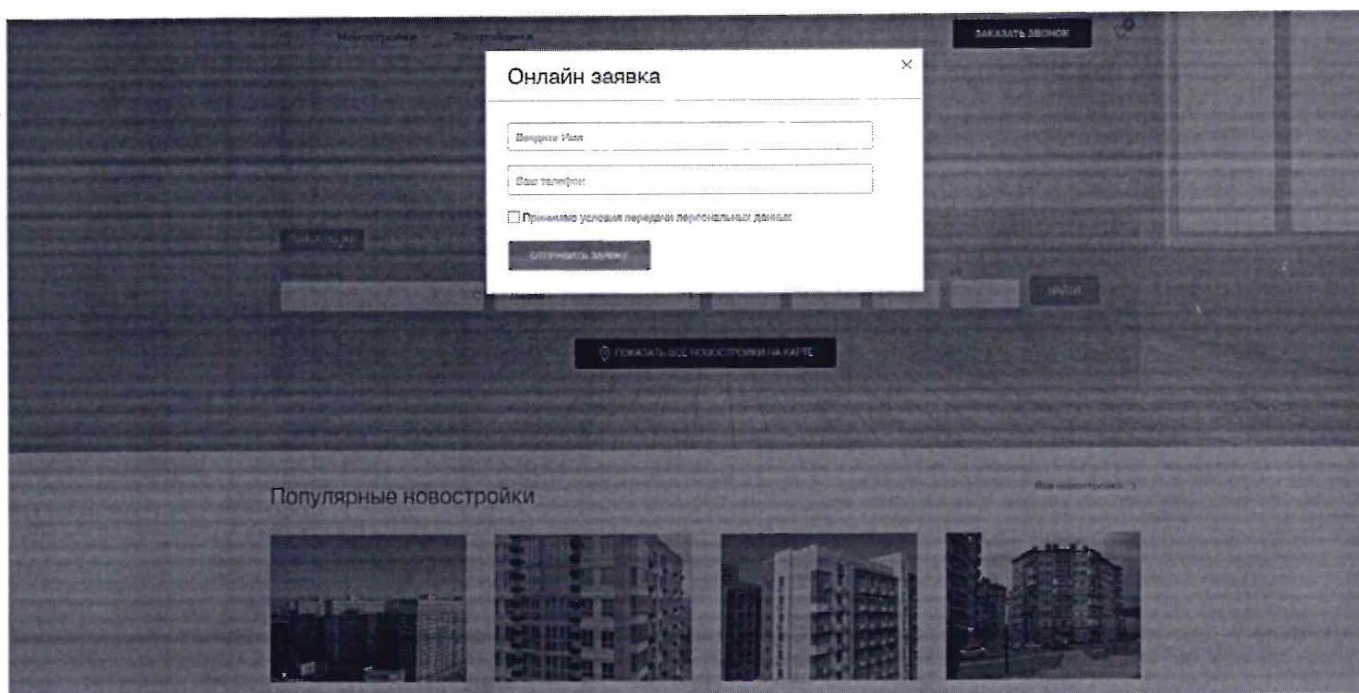 Новостройки Застройщики
ЗАКАЗАТЬ ЗВОНОК
Онлайн заявка
Введите Имя
Ваш телефон
Принимаю условия передачи персональных данных
ОТПРАВИТЬ ЗАЯВКУ
НАЙТИ
ПОКАЗАТЬ ВСЕ НОВОСТРОЙКИ НА КАРТЕ
Популярные новостройки
Все новостройки